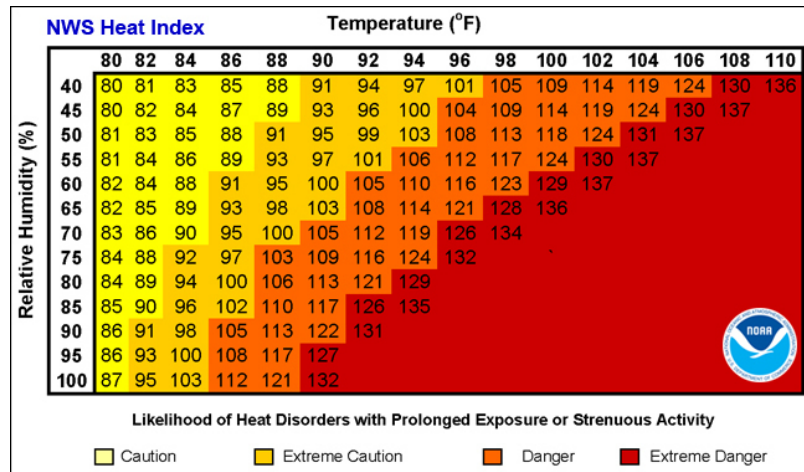 NWS Heat Index Temperature (°F)
80 82 84 86 88 90 92 94 96 98 100 102 104 106 108 110
40 80 81 83 85 88 91 94 97 101 105 109 114 119 124 130 136
45 80 82 84 87 89 93 96 100 104 109 114 119 124 130 137
50 81 83 85 88 91 95 99 103 108 113 118 124 131 137
55 81 84 86 89 93 97 101 106 112 117 124 130 137
60 82 84 88 91 95 100 105 110 116 123 129 137
65 82 85 89 93 98 103 108 114 121 128 136
70 83 86 90 95 100 105 112 119 126 134
75 84 88 92 97 103 109 116 124 132
80 84 89 94 100 106 113 121 129
85 85 90 96 102 110 117 126 135
90 86 91 98 105 113 122 131
95 86 93 100 108 117 127
100 87 95 103 112 121 132
Relative Humidity (%)
NOAA
Likelihood of Heat Disorders with Prolonged Exposure or Strenuous Activity
Caution Extreme Caution Danger Extreme Danger